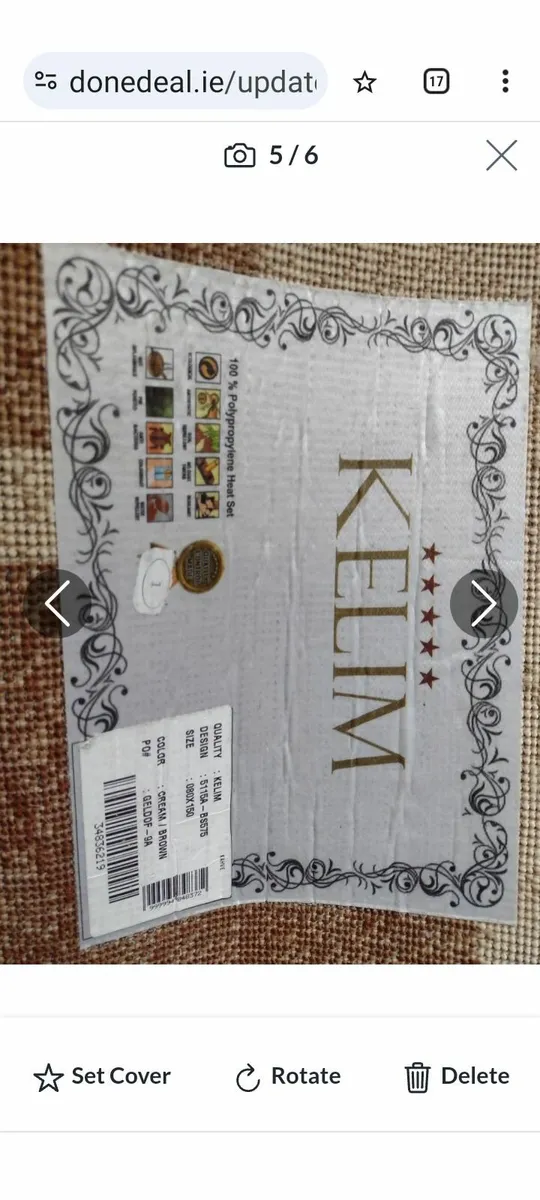 donedeal.ie/updat
17
5 / 6
KELIM
100 % Polypropylene Heat Set
QUALITY : KELIM
DESIGN : 5115A-BS575
SIZE : 080X150
COLOR : CREAM / BROWN
PO# : GELDOF-9A
34836219
Set Cover
Rotate
Delete